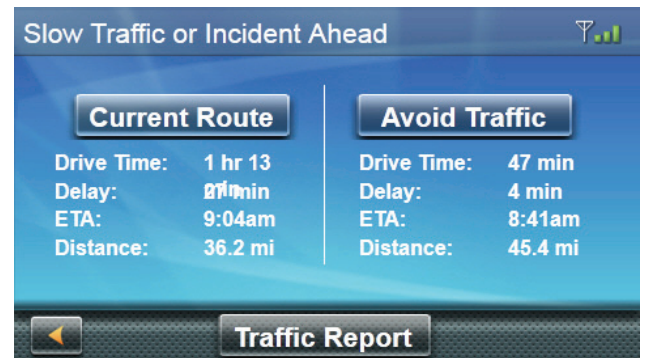 Slow Traffic or Incident Ahead
Current Route
Drive Time: 1 hr 13
min
Delay: 27 min
ETA: 9:04am
Distance: 36.2 mi
Avoid Traffic
Drive Time: 47 min
Delay: 4 min
ETA: 8:41am
Distance: 45.4 mi
Traffic Report